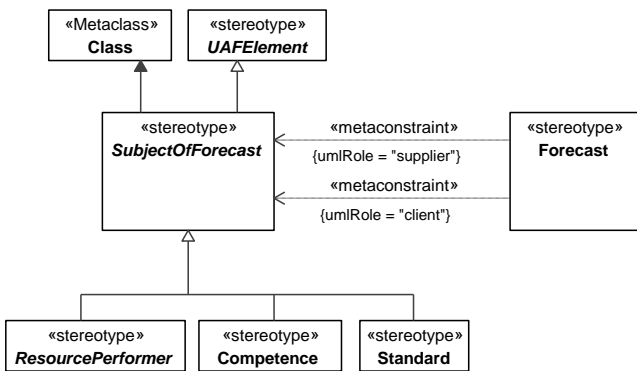 «Metaclass»
Class
«stereotype»
UAFElement
«stereotype»
SubjectOfForecast
«metaconstraint»
{umlRole = "supplier"}
«metaconstraint»
{umlRole = "client"}
«stereotype»
Forecast
«stereotype»
ResourcePerformer
«stereotype»
Competence
«stereotype»
Standard